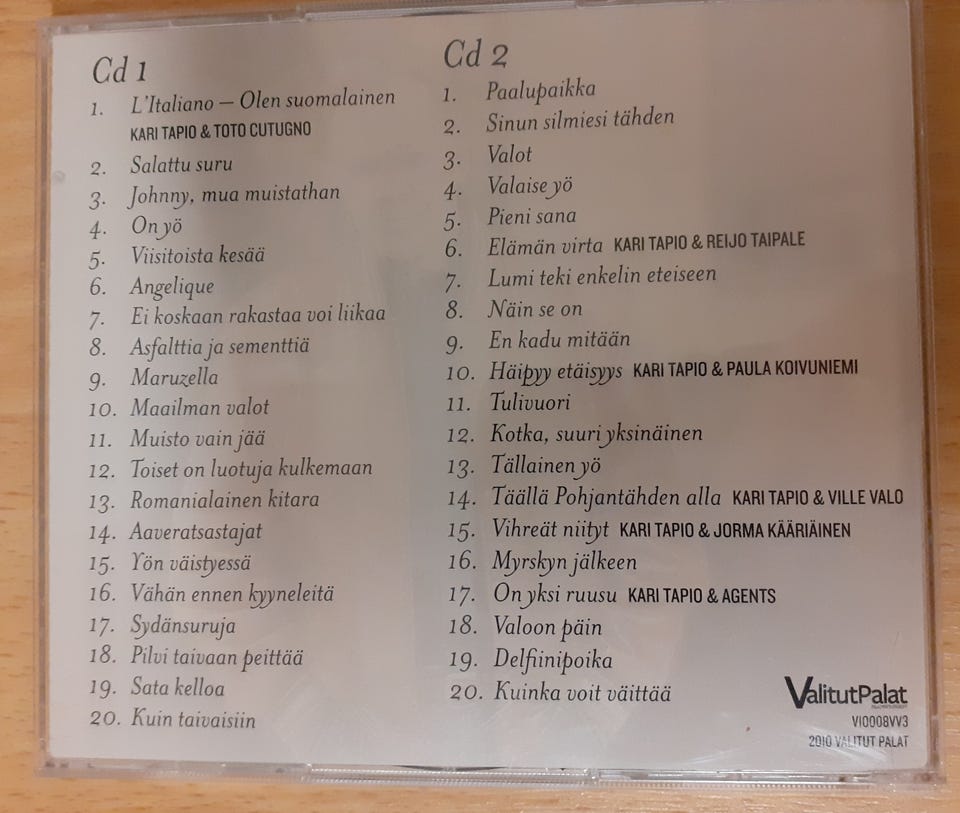 Cd 1
1. L'Italiano – Olen suomalainen
KARI TAPIO & TOTO CUTUGNO
2. Salattu suru
3. Johnny, mua muistathan
4. On yö
5. Viisitoista kesää
6. Angelique
7. Ei koskaan rakastaa voi liikaa
8. Asfalttia ja sementtiä
9. Maruzella
10. Maailman valot
11. Muisto vain jää
12. Toiset on luotuja kulkemaan
13. Romanialainen kitara
14. Aaveratsastajat
15. Yön väistyessä
16. Vähän ennen kyyneleitä
17. Sydänsuruja
18. Pilvi taivaan peittää
19. Sata kelloa
20. Kuin taivaisiin
Cd 2
1. Paalupaikka
2. Sinun silmiesi tähden
3. Valot
4. Valaise yö
5. Pieni sana
6. Elämän virta KARI TAPIO & REIJO TAIPALE
7. Lumi teki enkelin eteiseen
8. Näin se on
9. En kadu mitään
10. Häipyy etäisyys KARI TAPIO & PAULA KOIVUNIEMI
11. Tulivuori
12. Kotka, suuri yksinäinen
13. Tällainen yö
14. Täällä Pohjantähden alla KARI TAPIO & VILLE VALO
15. Vihreät niityt KARI TAPIO & JORMA KÄÄRIÄINEN
16. Myrskyn jälkeen
17. On yksi ruusu KARI TAPIO & AGENTS
18. Valoon päin
19. Delfiinipoika
20. Kuinka voit väittää
ValitutPalat
VI0008VV3
2010 VALITUT PALAT